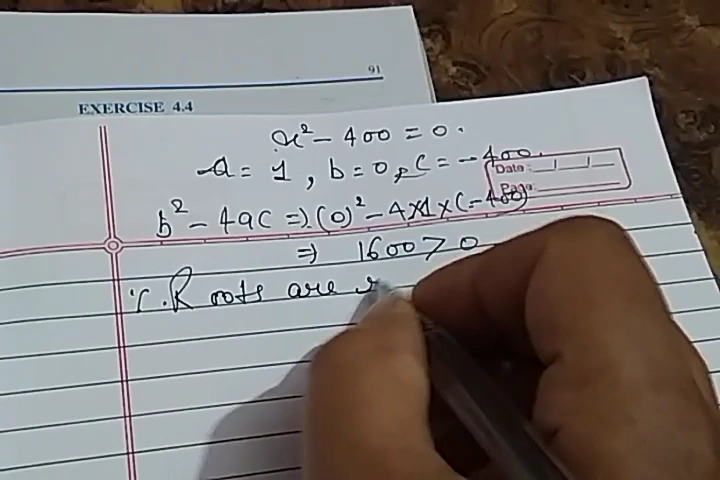 91
EXERCISE 4.4
x² - 400 = 0.
a = 1, b = 0, c = -400.
Date:
Page:
b² - 4ac ⇒ (0)² - 4×1×(-400)
⇒ 1600 > 0
∵ Roots are